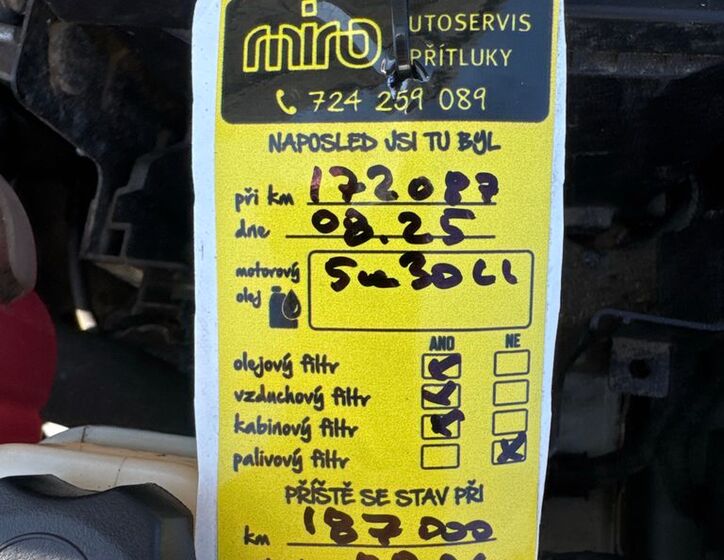 miro UTOSERVIS
PŘÍTLUKY
724 259 089
NAPOSLED JSI TU BYL
při km 172087
dne 08.25
motorový
olej
5w30 C1
ANO NE
olejový filtr
vzduchový filtr
kabinový filtr
palivový filtr
PŘÍŠTĚ SE STAV PŘI
km 187000